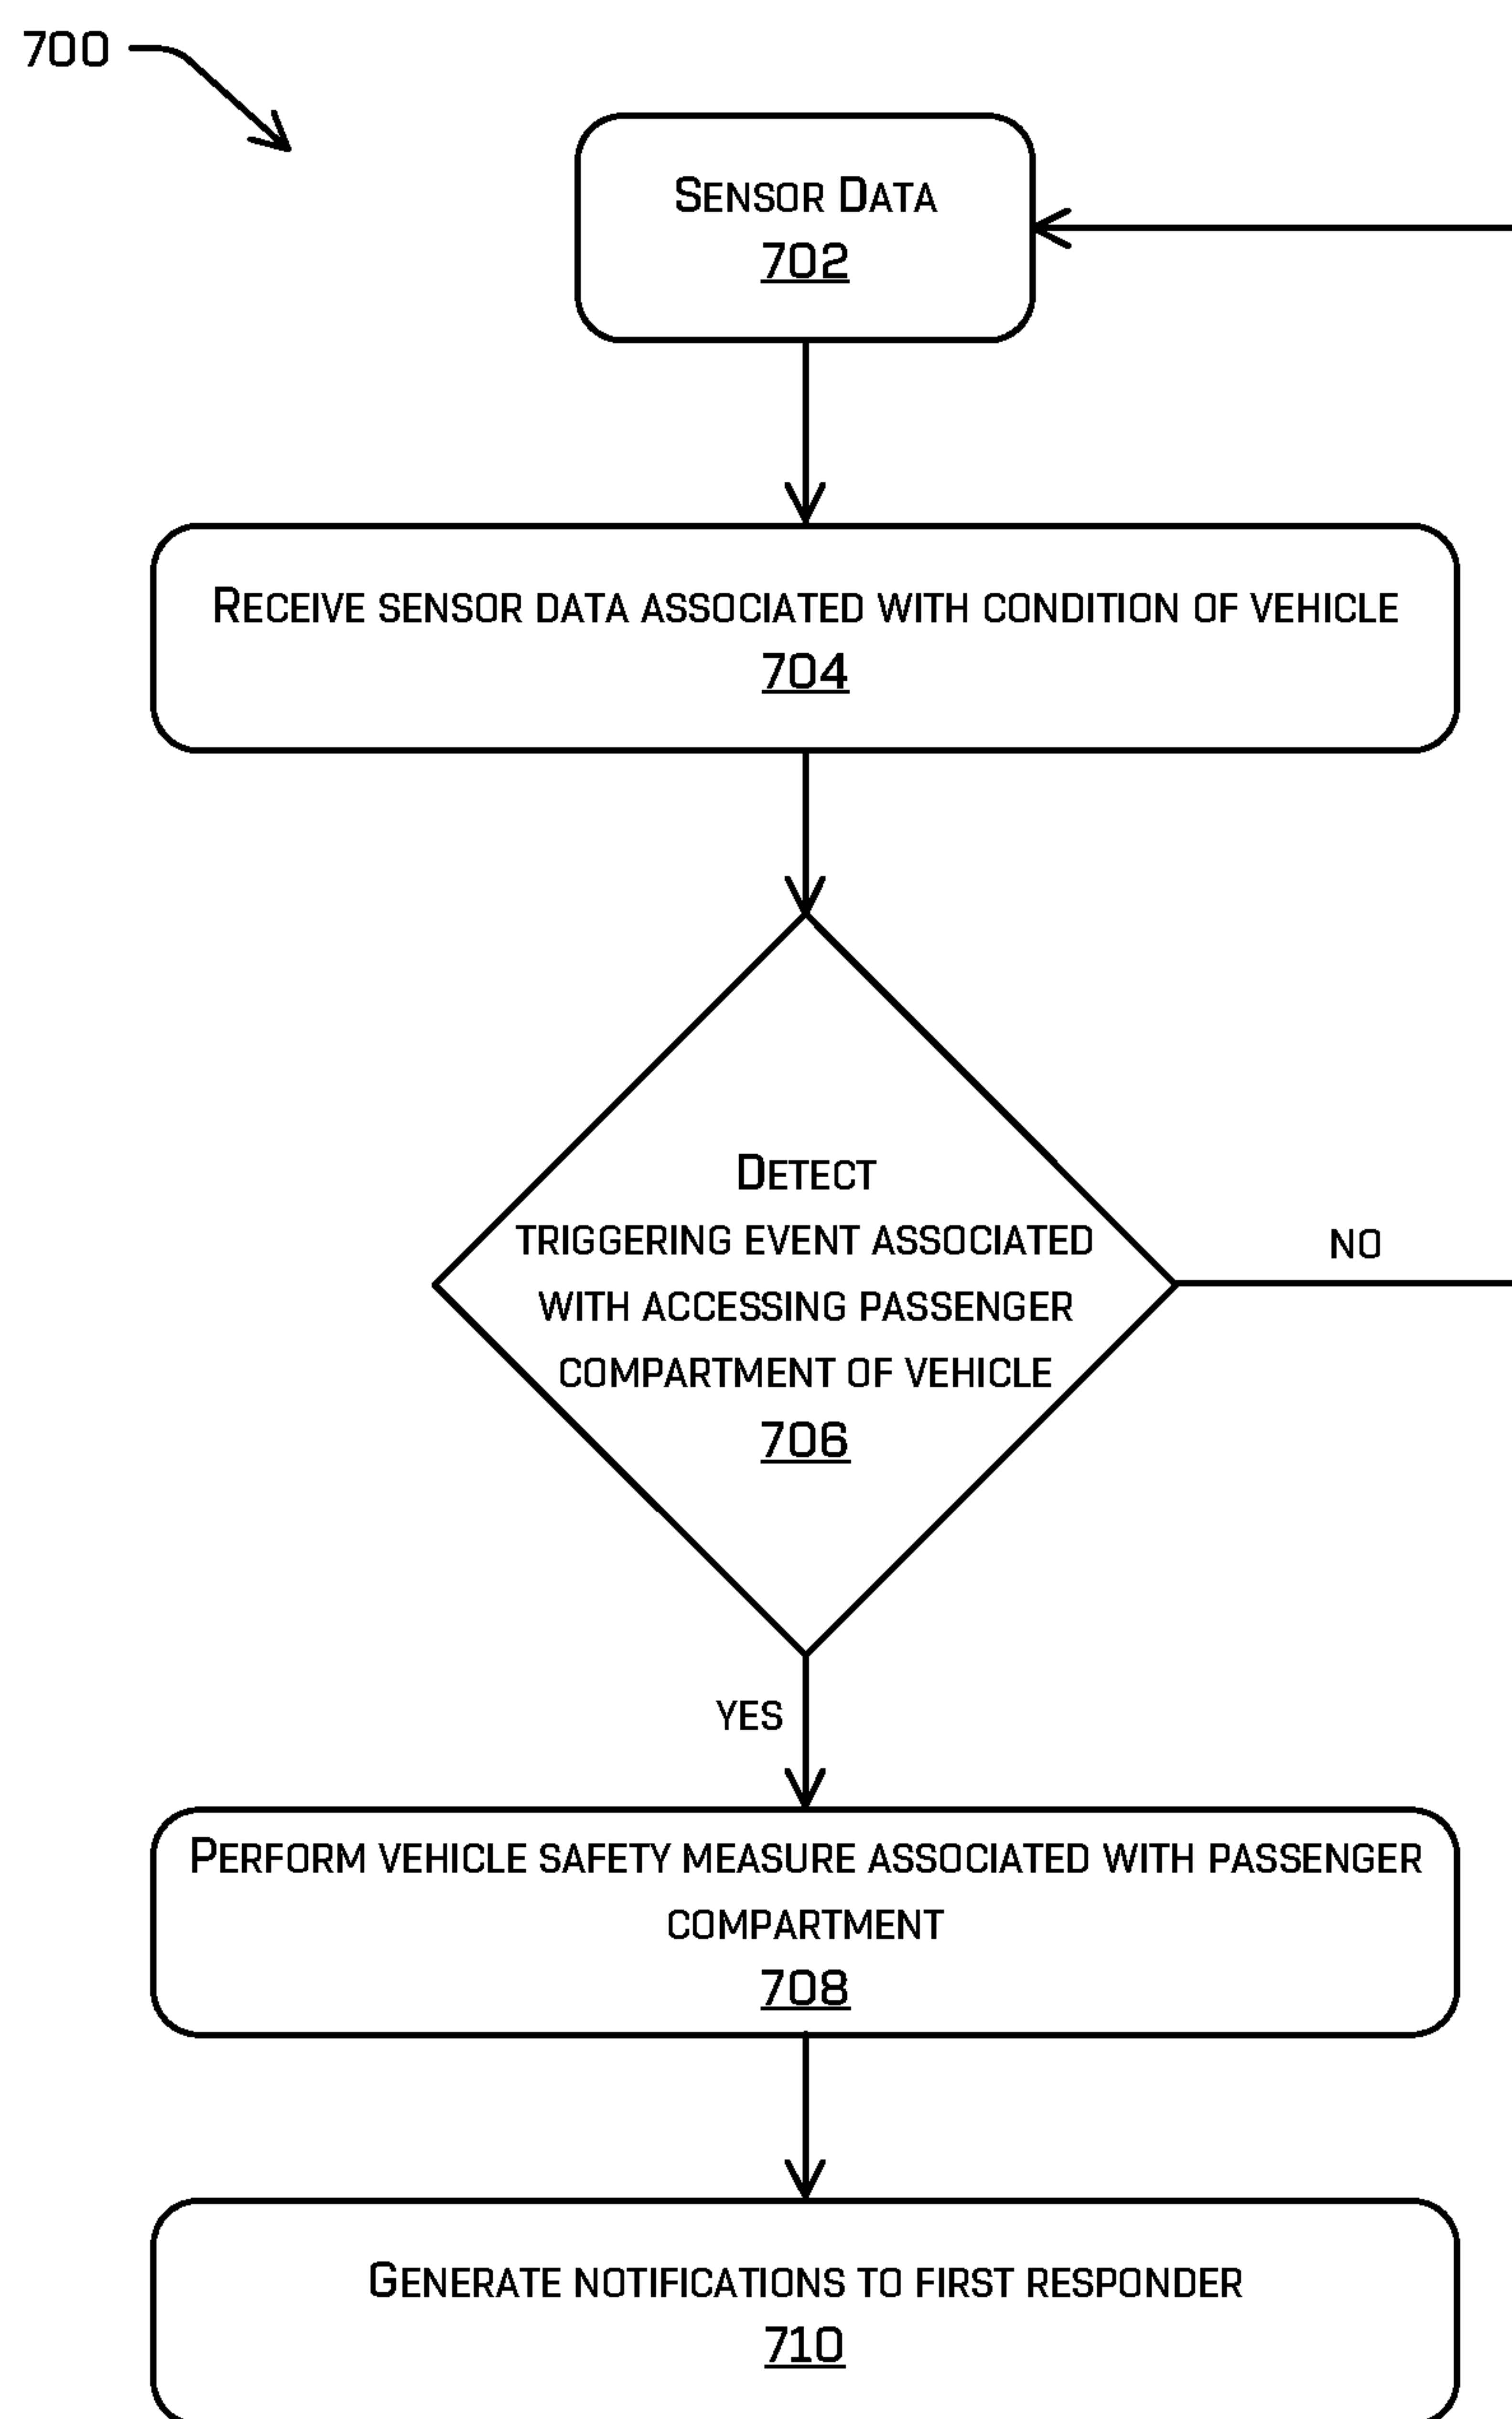 700
Sensor Data
702
Receive sensor data associated with condition of vehicle
704
Detect
triggering event associated
with accessing passenger
compartment of vehicle
706
no
yes
Perform vehicle safety measure associated with passenger
compartment
708
Generate notifications to first responder
710